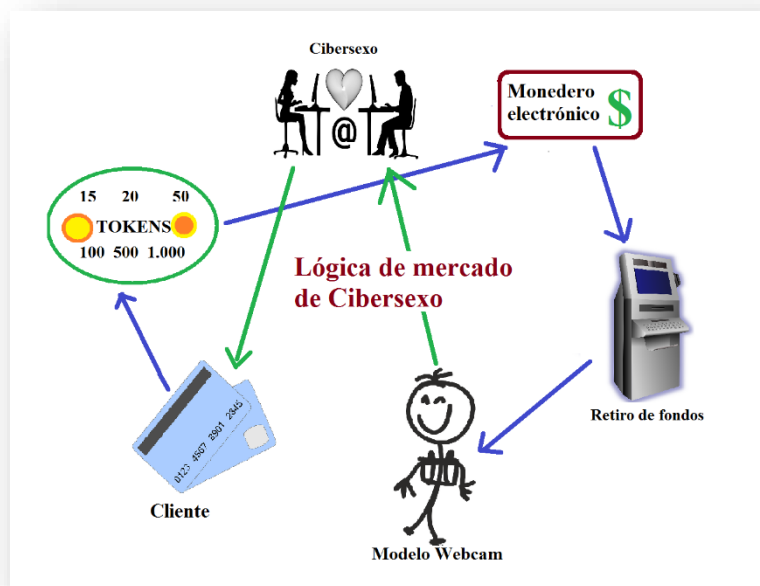 Cibersexo
@
Monedero
electrónico $
15 20 50
TOKENS
100 500 1.000
Lógica de mercado
de Cibersexo
0123 4567 8901 2345
Cliente
Retiro de fondos
Modelo Webcam